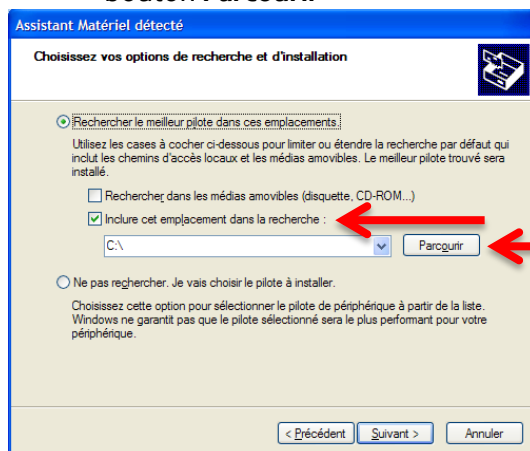 Assistant Matériel détecté
Choisissez vos options de recherche et d'installation
Rechercher le meilleur pilote dans ces emplacements.
Utilisez les cases à cocher ci-dessous pour limiter ou étendre la recherche par défaut qui
inclut les chemins d'accès locaux et les médias amovibles. Le meilleur pilote trouvé sera
installé.
Rechercher dans les médias amovibles (disquette, CD-ROM...)
Inclure cet emplacement dans la recherche :
C:\
Parcourir
Ne pas rechercher. Je vais choisir le pilote à installer.
Choisissez cette option pour sélectionner le pilote de périphérique à partir de la liste.
Windows ne garantit pas que le pilote sélectionné sera le plus performant pour votre
périphérique.
< Précédent Suivant > Annuler